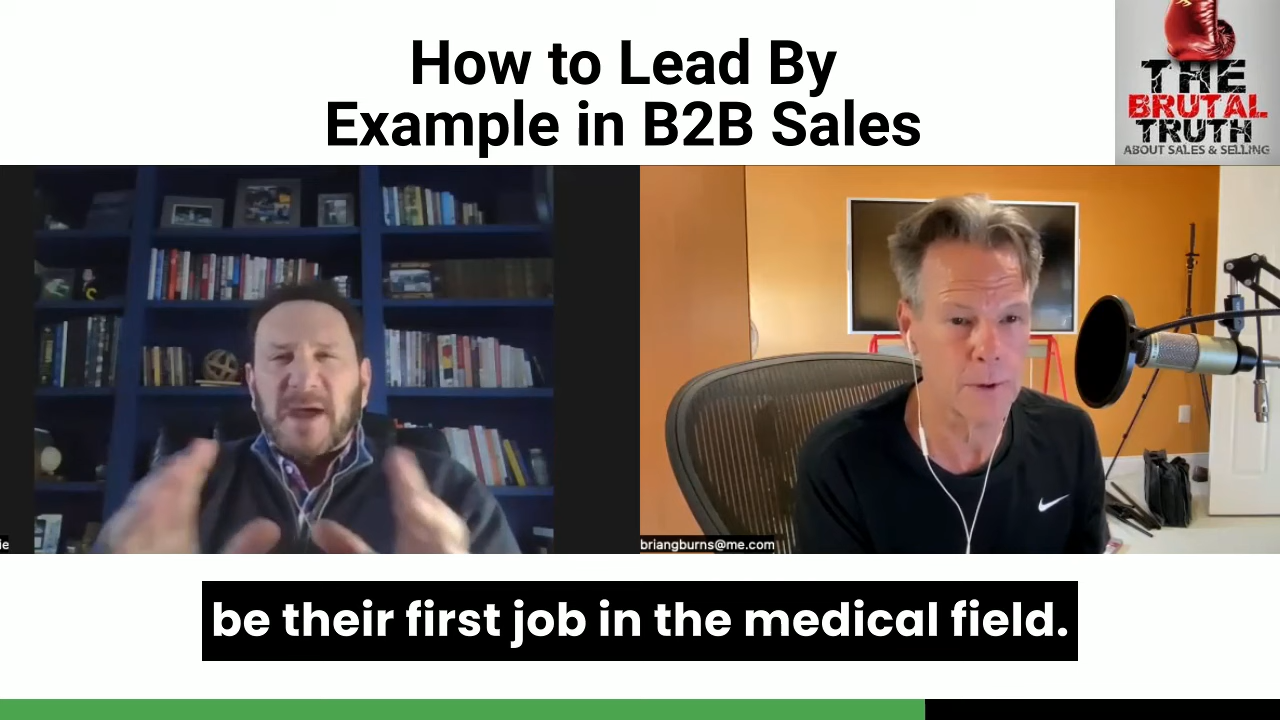 How to Lead By
Example in B2B Sales
THE
BRUTAL
TRUTH
ABOUT SALES & SELLING
ie
briangburns@me.com
be their first job in the medical field.